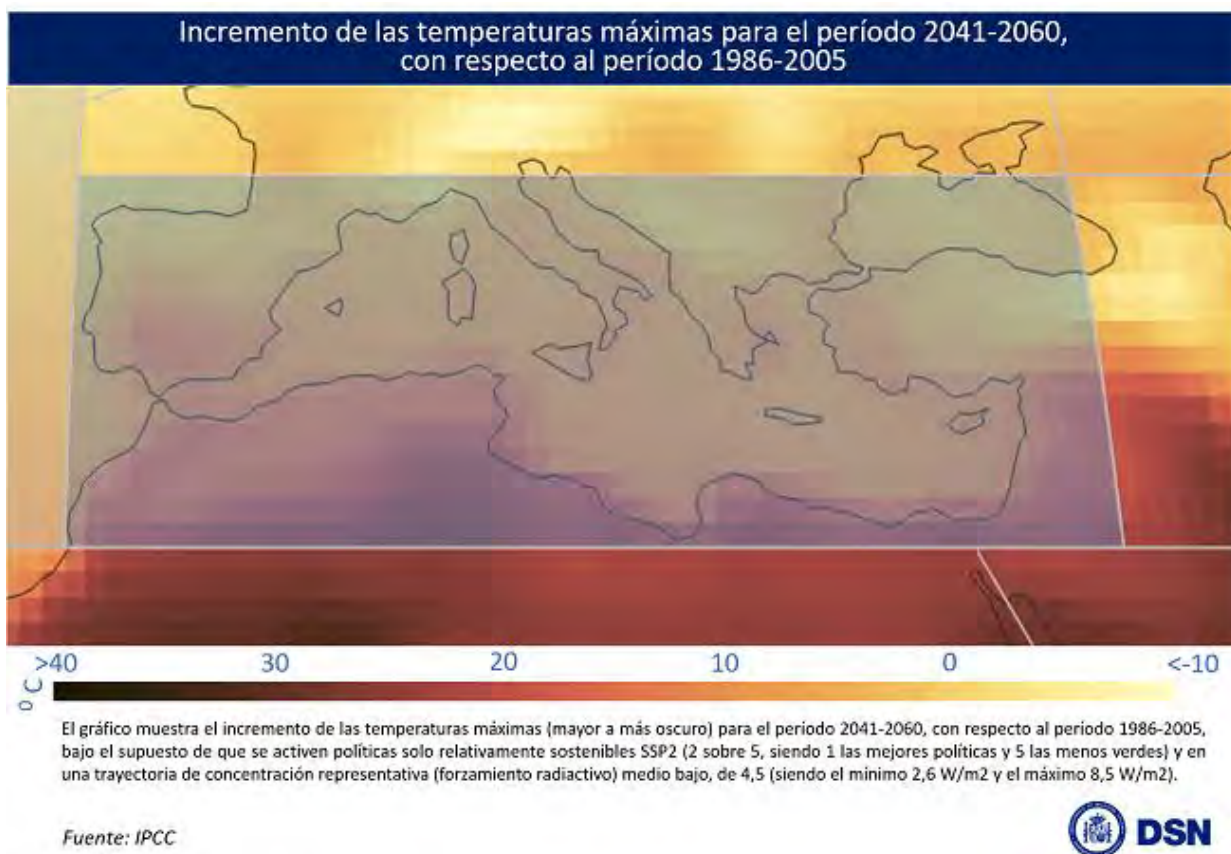 Incremento de las temperaturas máximas para el período 2041-2060,
con respecto al período 1986-2005
>40 30 20 10 0 <-10
ºC
El gráfico muestra el incremento de las temperaturas máximas (mayor a más oscuro) para el período 2041-2060, con respecto al período 1986-2005,
bajo el supuesto de que se activen políticas solo relativamente sostenibles SSP2 (2 sobre 5, siendo 1 las mejores políticas y 5 las menos verdes) y en
una trayectoria de concentración representativa (forzamiento radiactivo) medio bajo, de 4,5 (siendo el mínimo 2,6 W/m2 y el máximo 8,5 W/m2).
Fuente: IPCC
DSN